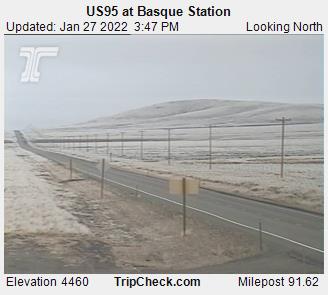 US95 at Basque Station
Updated: Jan 27 2022 3:47 PM Looking North
Elevation 4460 TripCheck.com Milepost 91.62